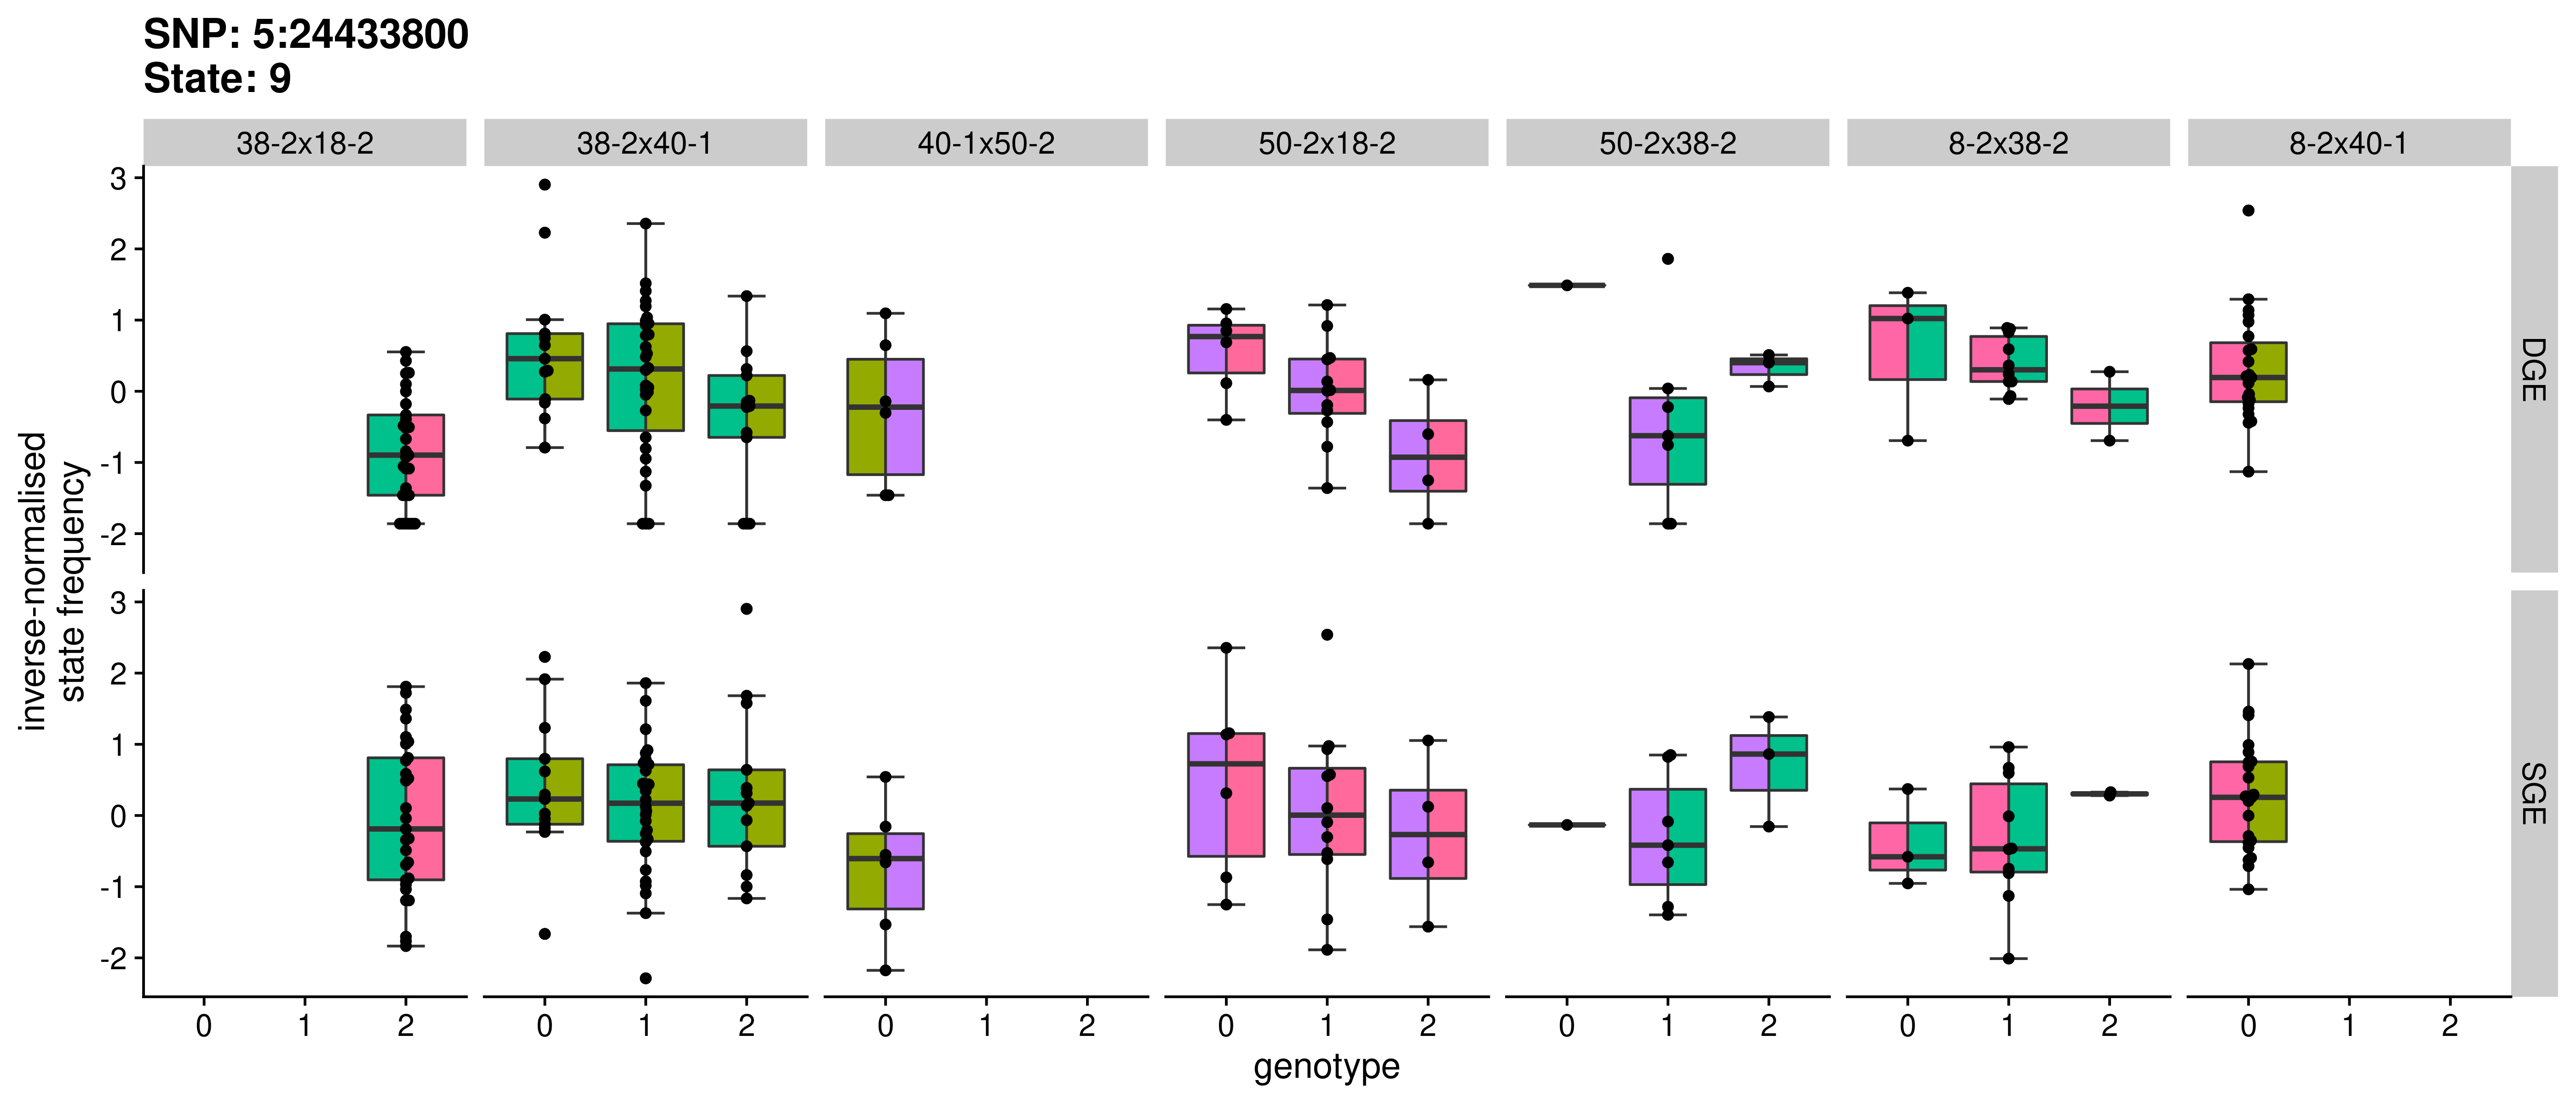 SNP: 5:24433800
State: 9
38-2x18-2 38-2x40-1 40-1x50-2 50-2x18-2 50-2x38-2 8-2x38-2 8-2x40-1
3
2
1
0
-1
-2
DGE
3
2
1
0
-1
-2
SGE
inverse-normalised
state frequency
0 1 2 0 1 2 0 1 2 0 1 2 0 1 2 0 1 2 0 1 2
genotype